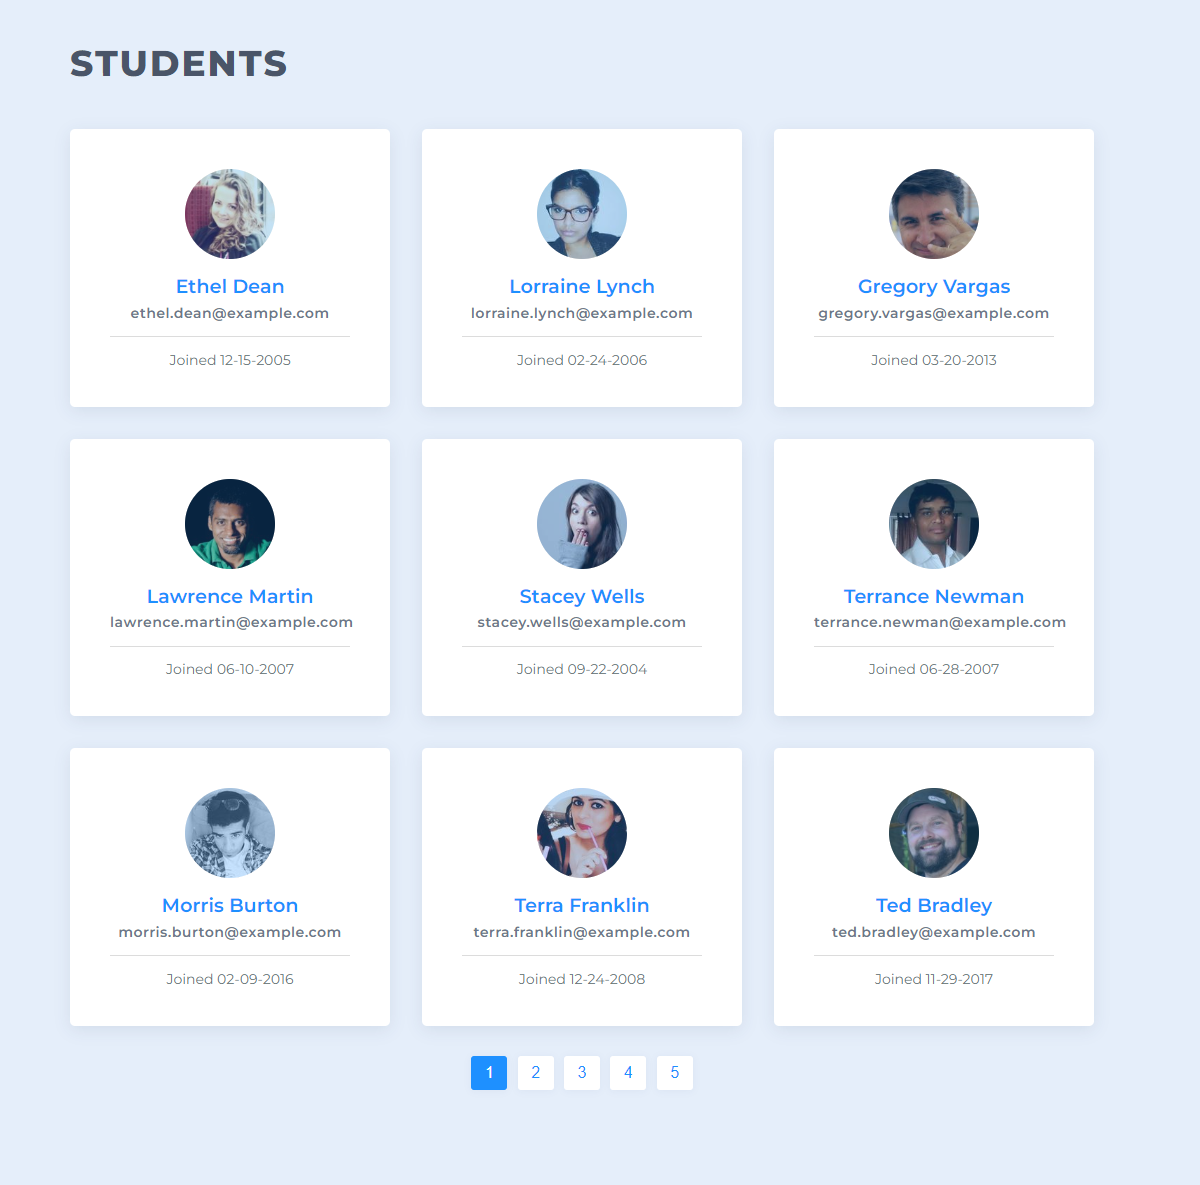 STUDENTS
Ethel Dean
ethel.dean@example.com
Joined 12-15-2005
Lorraine Lynch
lorraine.lynch@example.com
Joined 02-24-2006
Gregory Vargas
gregory.vargas@example.com
Joined 03-20-2013
Lawrence Martin
lawrence.martin@example.com
Joined 06-10-2007
Stacey Wells
stacey.wells@example.com
Joined 09-22-2004
Terrance Newman
terrance.newman@example.com
Joined 06-28-2007
Morris Burton
morris.burton@example.com
Joined 02-09-2016
Terra Franklin
terra.franklin@example.com
Joined 12-24-2008
Ted Bradley
ted.bradley@example.com
Joined 11-29-2017
1 2 3 4 5